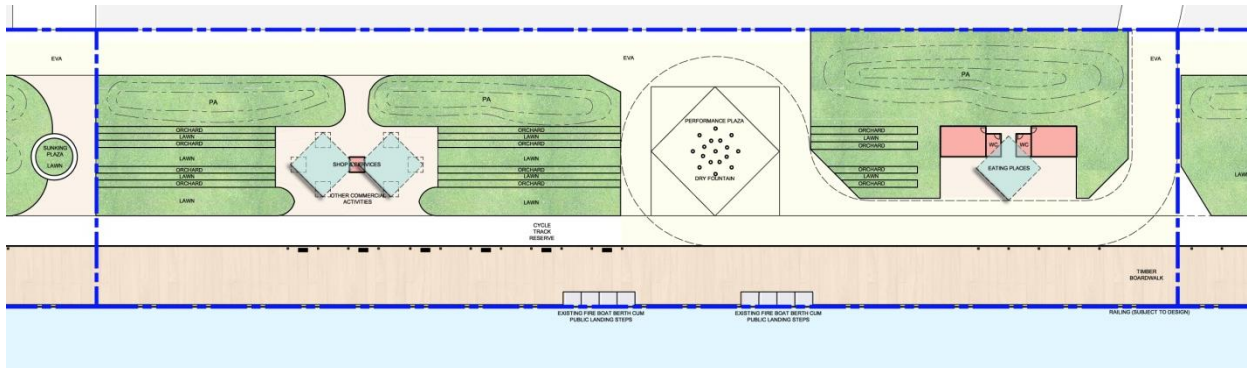 EVA
EVA
EVA
PA
PA
PA
ORCHARD
LAWN
ORCHARD
LAWN
ORCHARD
LAWN
ORCHARD
LAWN
SUNKING
PLAZA
LAWN
SHOP & SERVICES
OTHER COMMERCIAL
ACTIVITIES
ORCHARD
LAWN
ORCHARD
LAWN
ORCHARD
LAWN
ORCHARD
LAWN
PERFORMANCE PLAZA
DRY FOUNTAIN
ORCHARD
LAWN
ORCHARD
LAWN
ORCHARD
LAWN
ORCHARD
WC
WC
EATING PLACES
CYCLE
TRACK
RESERVE
TIMBER
BOARDWALK
EXISTING FIRE BOAT BERTH CUM
PUBLIC LANDING STEPS
EXISTING FIRE BOAT BERTH CUM
PUBLIC LANDING STEPS
RAILING (SUBJECT TO DESIGN)